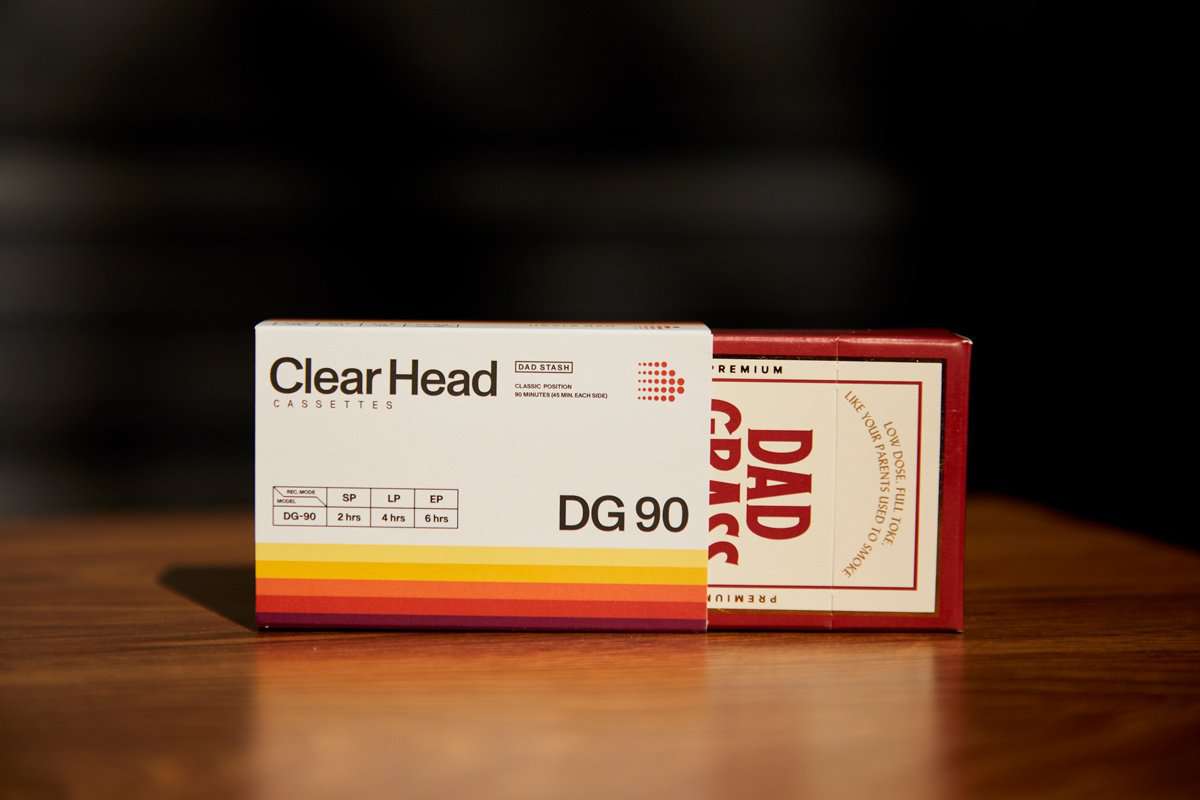 Clear Head
CASSETTES
DAD STASH
CLASSIC POSITION
90 MINUTES (45 MIN. EACH SIDE)
REC. MODE
MODEL
SP
LP
EP
DG-90
2 hrs
4 hrs
6 hrs
DG 90
PREMIUM
DAD
GRASS
LOW DOSE. FULL TOKE.
LIKE YOUR PARENTS USED TO SMOKE
PREMIUM